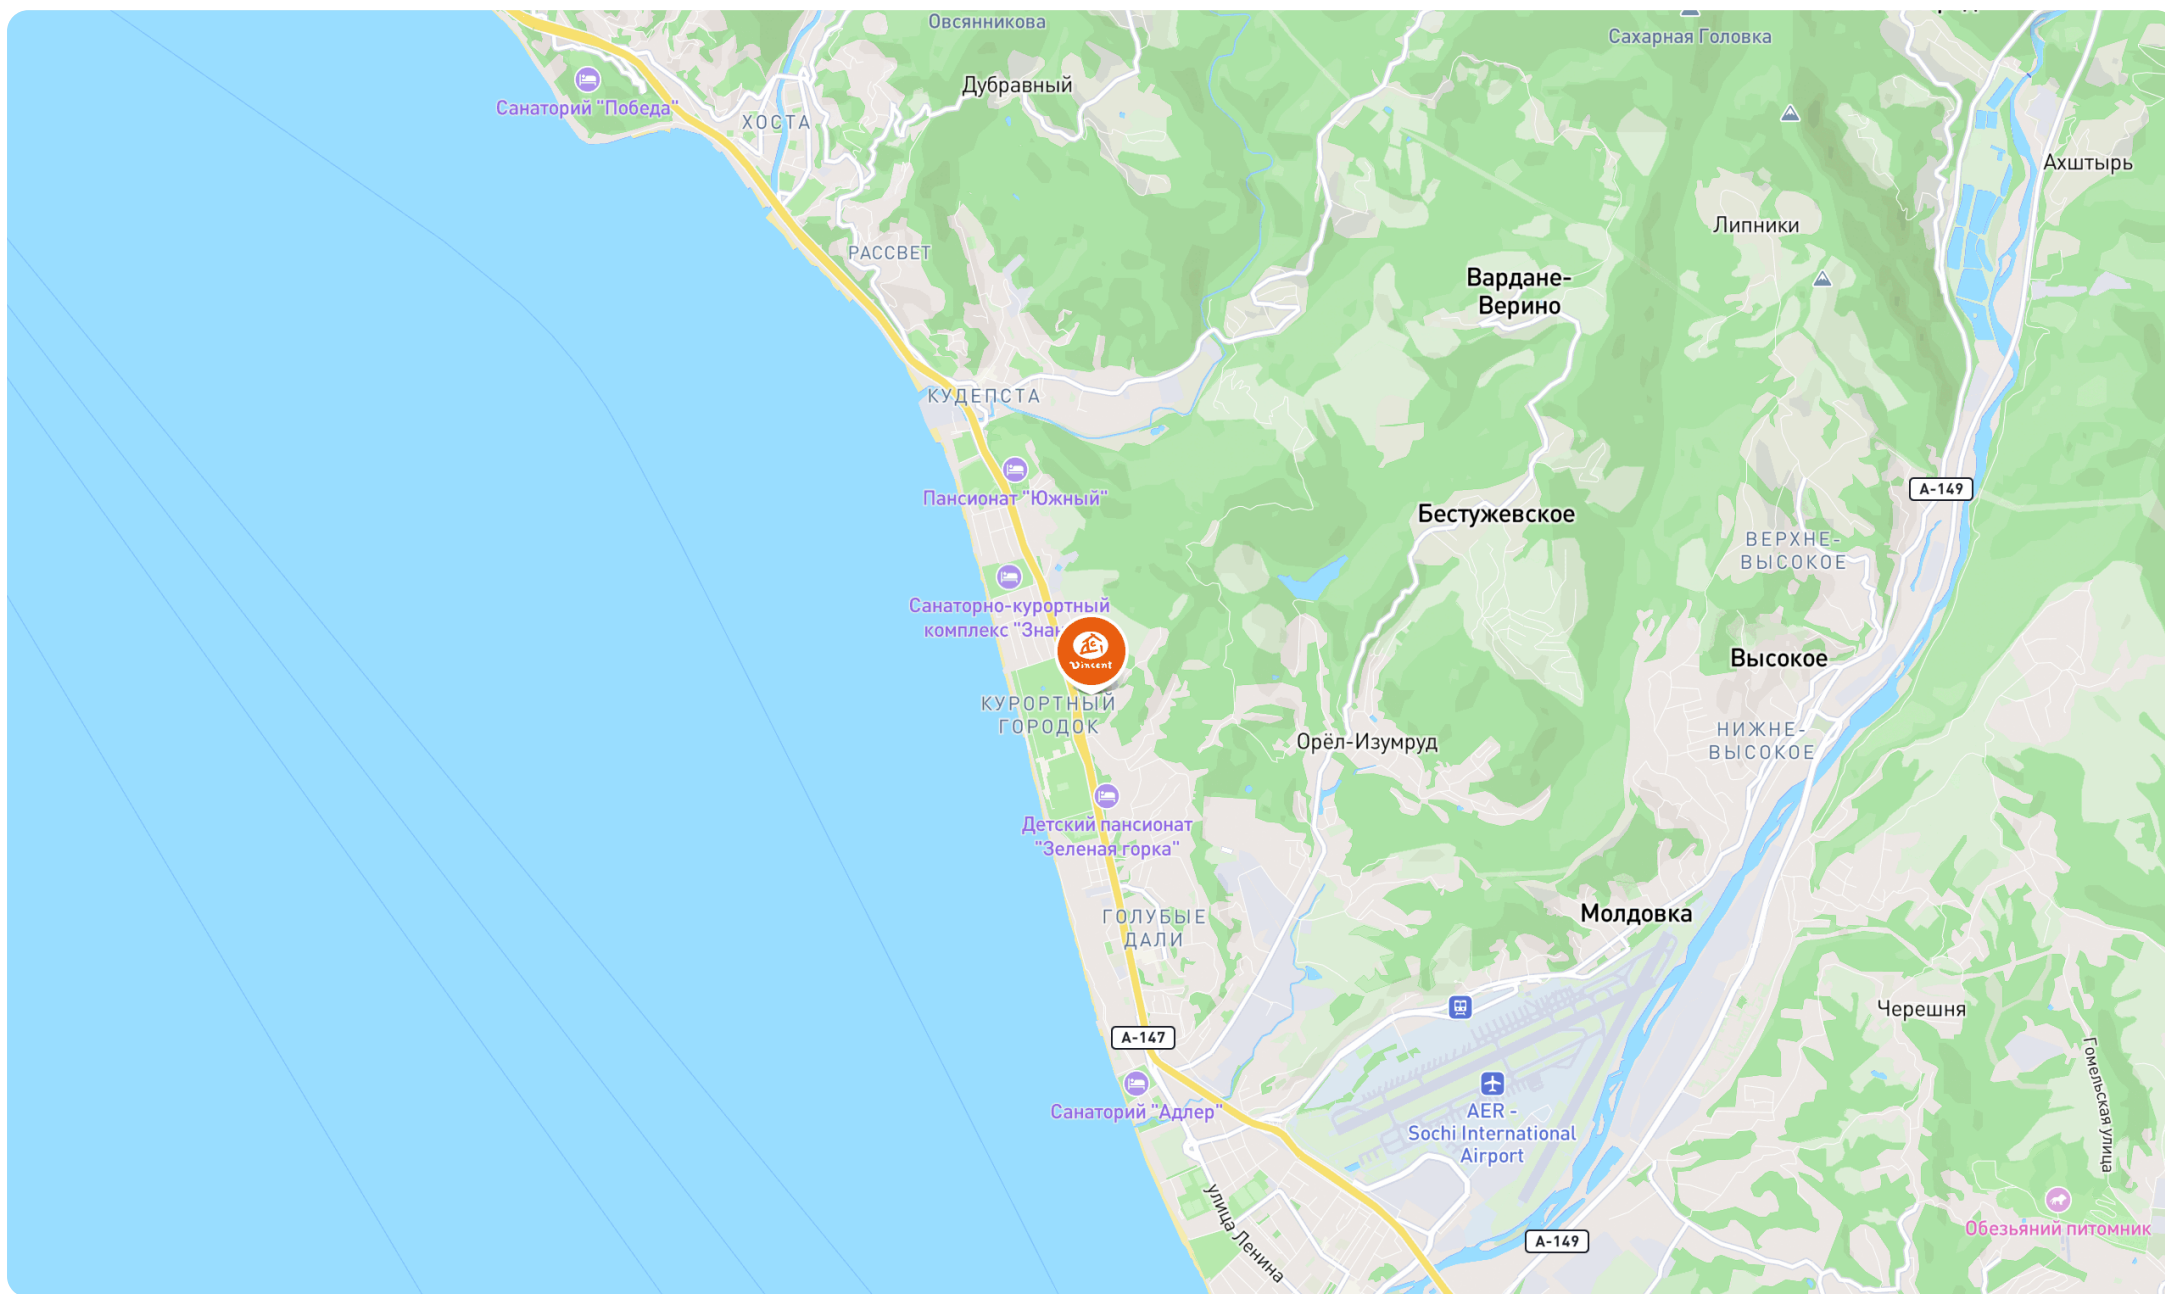 Овсянникова
Сахарная Головка
Дубравный
Санаторий "Победа"
ХОСТА
Ахштырь
Липники
РАССВЕТ
Вардане-
Верино
КУДЕПСТА
А-149
Пансионат "Южный"
Бестужевское
ВЕРХНЕ-
ВЫСОКОЕ
Санаторно-курортный
комплекс "Знан
Vincent
Высокое
КУРОРТНЫЙ
ГОРОДОК
НИЖНЕ-
ВЫСОКОЕ
Орёл-Изумруд
Детский пансионат
"Зеленая горка"
ГОЛУБЫЕ
ДАЛИ
Молдовка
Черешня
А-147
Гомельская улица
Санаторий "Адлер"
AER -
Sochi International
Airport
улица Ленина
Обезьяний питомник
А-149